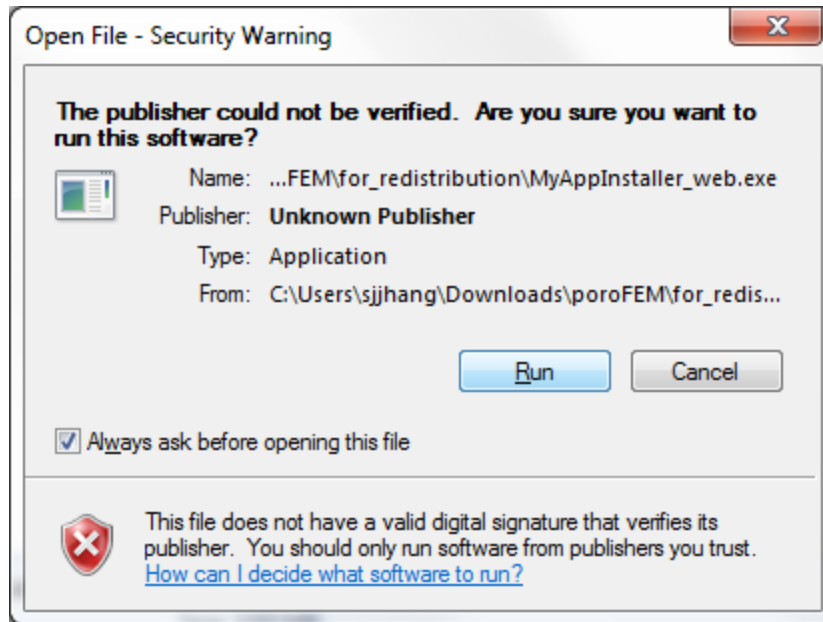 Open File - Security Warning
The publisher could not be verified.  Are you sure you want to
run this software?
Name: ...FEM\for_redistribution\MyAppInstaller_web.exe
Publisher: Unknown Publisher
Type: Application
From: C:\Users\sjjhang\Downloads\poroFEM\for_redis...
Run Cancel
Always ask before opening this file
This file does not have a valid digital signature that verifies its
publisher.  You should only run software from publishers you trust.
How can I decide what software to run?